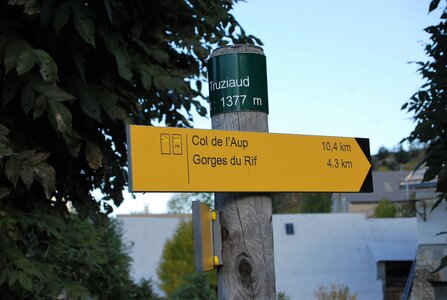 Truziaud
: 1377 m
Col de l'Aup 10,4 km
Gorges du Rif 4,3 km